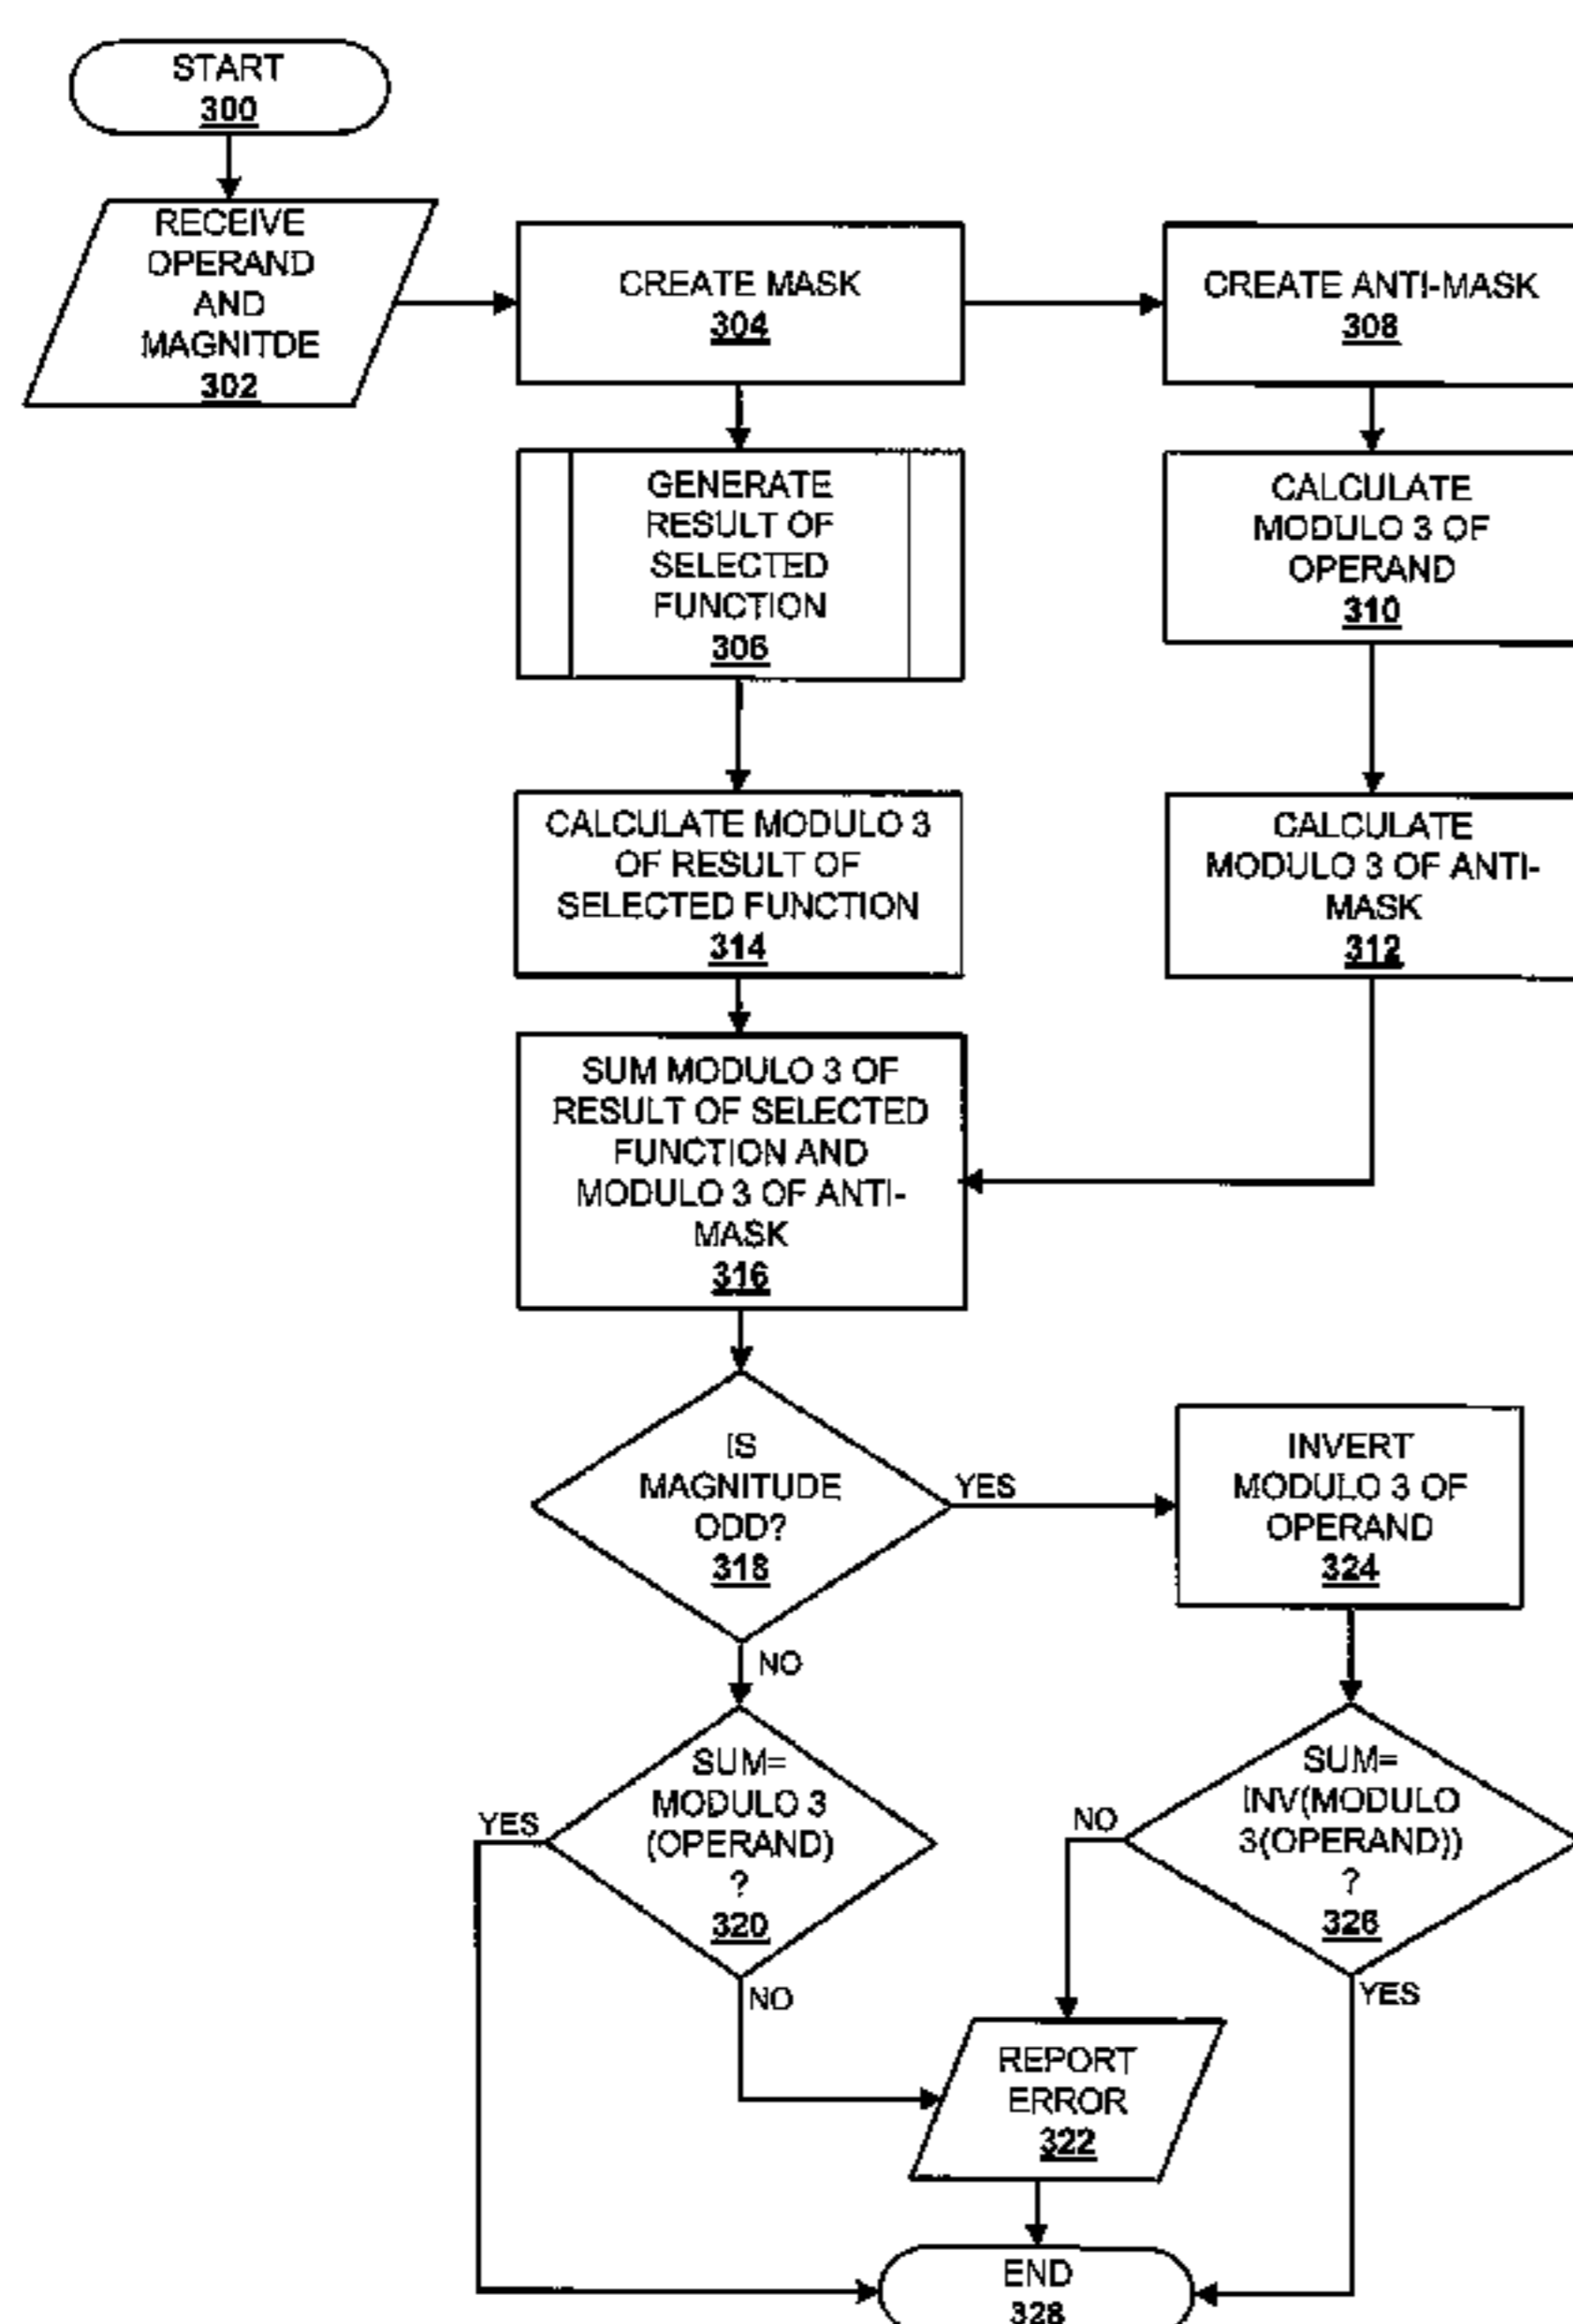 START
300
RECEIVE
OPERAND
AND
MAGNITDE
302
CREATE MASK
304
CREATE ANTI-MASK
308
GENERATE
RESULT OF
SELECTED
FUNCTION
306
CALCULATE
MODULO 3 OF
OPERAND
310
CALCULATE MODULO 3
OF RESULT OF
SELECTED FUNCTION
314
CALCULATE
MODULO 3 OF ANTI-
MASK
312
SUM MODULO 3 OF
RESULT OF SELECTED
FUNCTION AND
MODULO 3 OF ANTI-
MASK
316
IS
MAGNITUDE
ODD?
318
YES
INVERT
MODULO 3 OF
OPERAND
324
NO
SUM=
MODULO 3
(OPERAND)
?
320
YES
NO
SUM=
INV(MODULO
3(OPERAND))
?
326
NO
YES
REPORT
ERROR
322
END
328